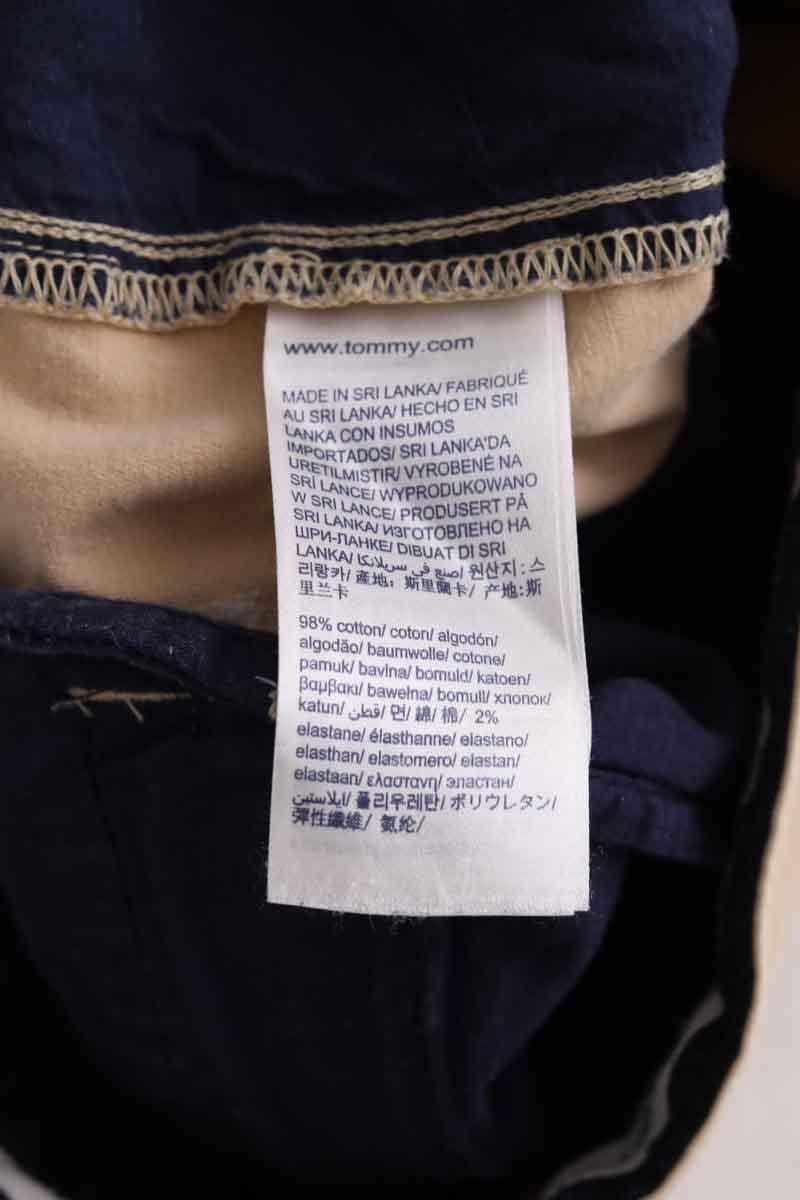 www.tommy.com
MADE IN SRI LANKA/ FABRIQUÉ
AU SRI LANKA/ HECHO EN SRI
LANKA CON INSUMOS
IMPORTADOS/ SRI LANKA'DA
URETILMISTIR/ VYROBENÉ NA
SRÍ LANCE/ WYPRODUKOWANO
W SRI LANCE/ PRODUSERT PÅ
SRI LANKA/ ИЗГОТОВЛЕНО НА
ШРИ-ЛАНКЕ/ DIBUAT DI SRI
LANKA/ صنع في سريلانكا/ 원산지 : 스
리랑카/ 產地: 斯里蘭卡/ 产地:斯
里兰卡
98% cotton/ coton/ algodón/
algodão/ baumwolle/ cotone/
pamuk/ bavlna/ bomuld/ katoen/
βαμβακι/ bawełna/ bomull/ хлопок/
katun/ قطن/ 면/ 綿/ 棉/ 2%
elastane/ élasthanne/ elastano/
elasthan/ elastomero/ elastan/
elastaan/ ελαστανη/ эластан/
ايلاستين/ 폴리우레탄/ ポリウレタン/
彈性纖維/ 氨纶/